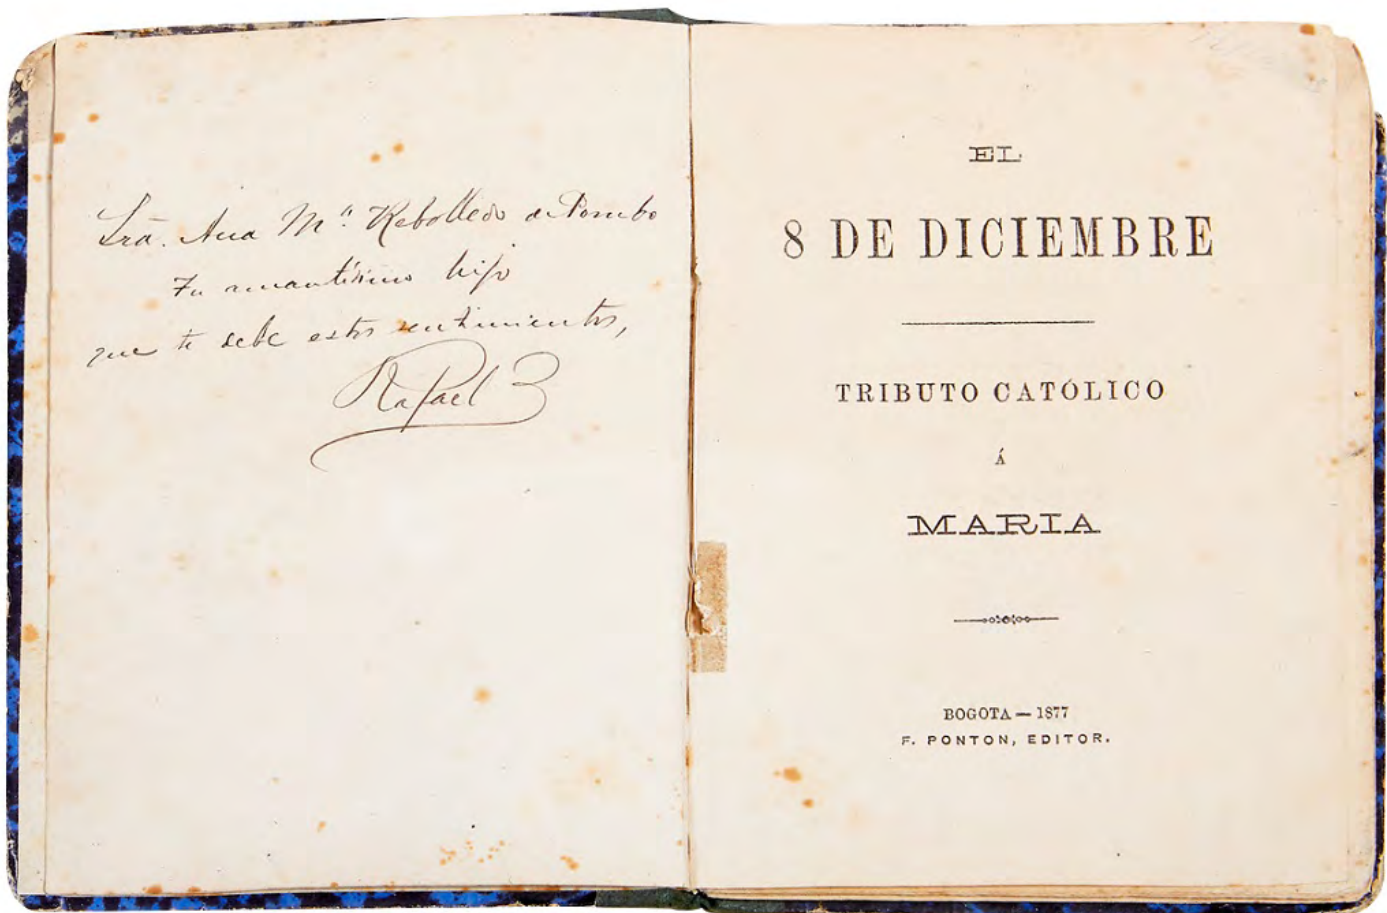 Sra. Ana Mª. Rebolledo de Pombo
Tu amantísimo hijo
que te debe estos sentimientos,
Rafael
EL
8 DE DICIEMBRE
TRIBUTO CATÓLICO
Á
MARIA
BOGOTA — 1877
F. PONTON, EDITOR.